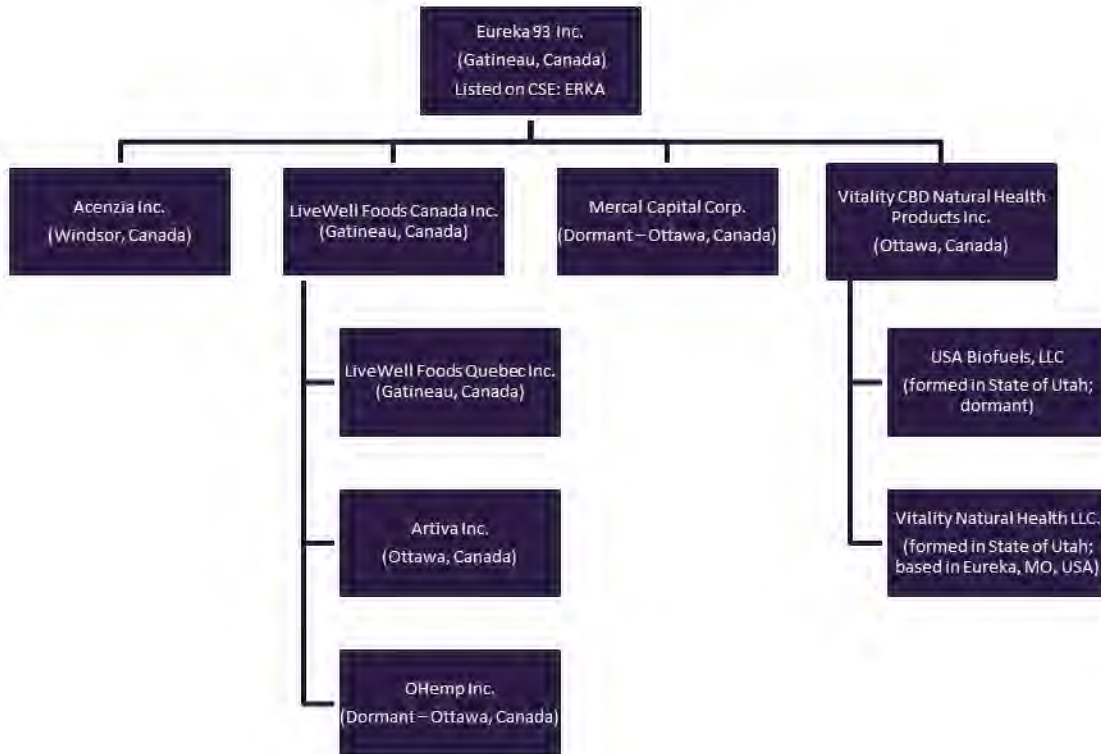 Eureka 93 Inc.
(Gatineau, Canada)
Listed on CSE: ERKA
Acenzia Inc.
(Windsor, Canada)
LiveWell Foods Canada Inc.
(Gatineau, Canada)
Mercal Capital Corp.
(Dormant – Ottawa, Canada)
Vitality CBD Natural Health
Products Inc.
(Ottawa, Canada)
LiveWell Foods Quebec Inc.
(Gatineau, Canada)
Artiva Inc.
(Ottawa, Canada)
OHemp Inc.
(Dormant – Ottawa, Canada)
USA Biofuels, LLC
(formed in State of Utah;
dormant)
Vitality Natural Health LLC.
(formed in State of Utah;
based in Eureka, MO, USA)